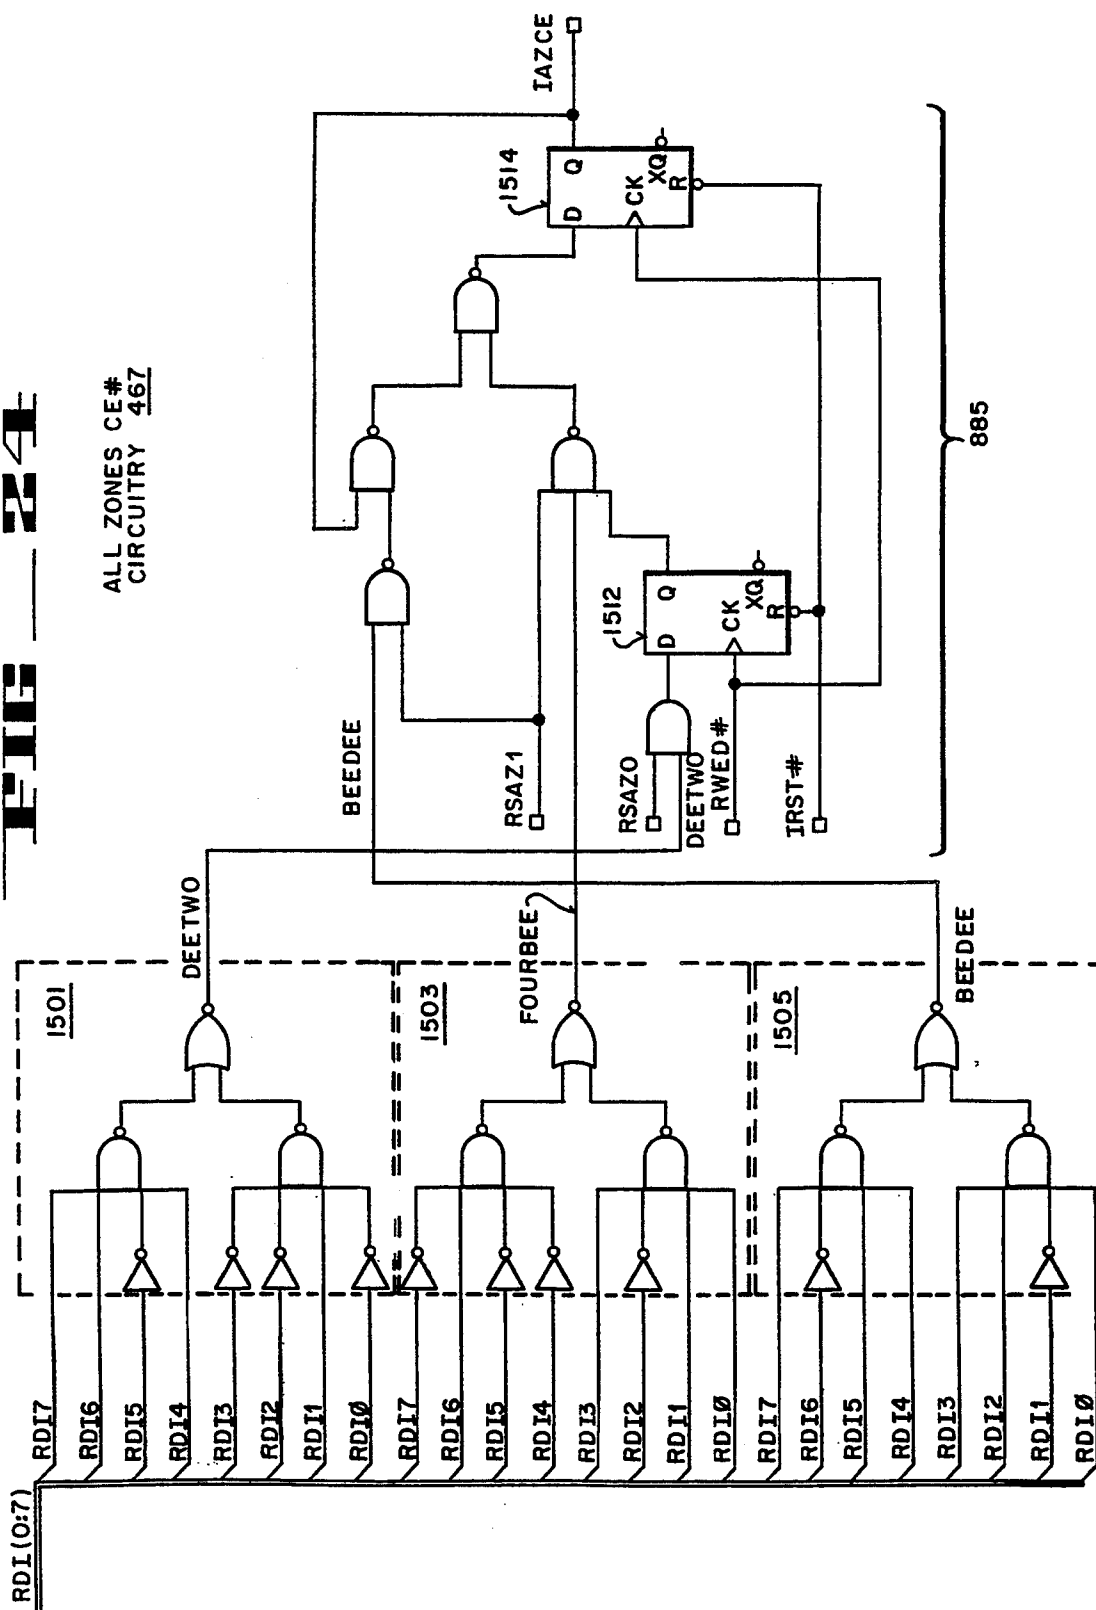 FIG_24
ALL ZONES CE#
CIRCUITRY 467
RDI(0:7)
RDI7
RDI6
RDI5
RDI4
RDI3
RDI2
RDI1
RDIØ
RDI7
RDI6
RDI5
RDI4
RDI3
RDI2
RDI1
RDIØ
RDI7
RDI6
RDI5
RDI4
RDI3
RDI2
RDI1
RDIØ
1501
1503
1505
DEETWO
FOURBEE
BEEDEE
BEEDEE
RSAZ1
RSAZO
DEETWO
RWED#
IRST#
1512
D
Q
CK
XQ
R
1514
D
Q
CK
XQ
R
IAZCE
885